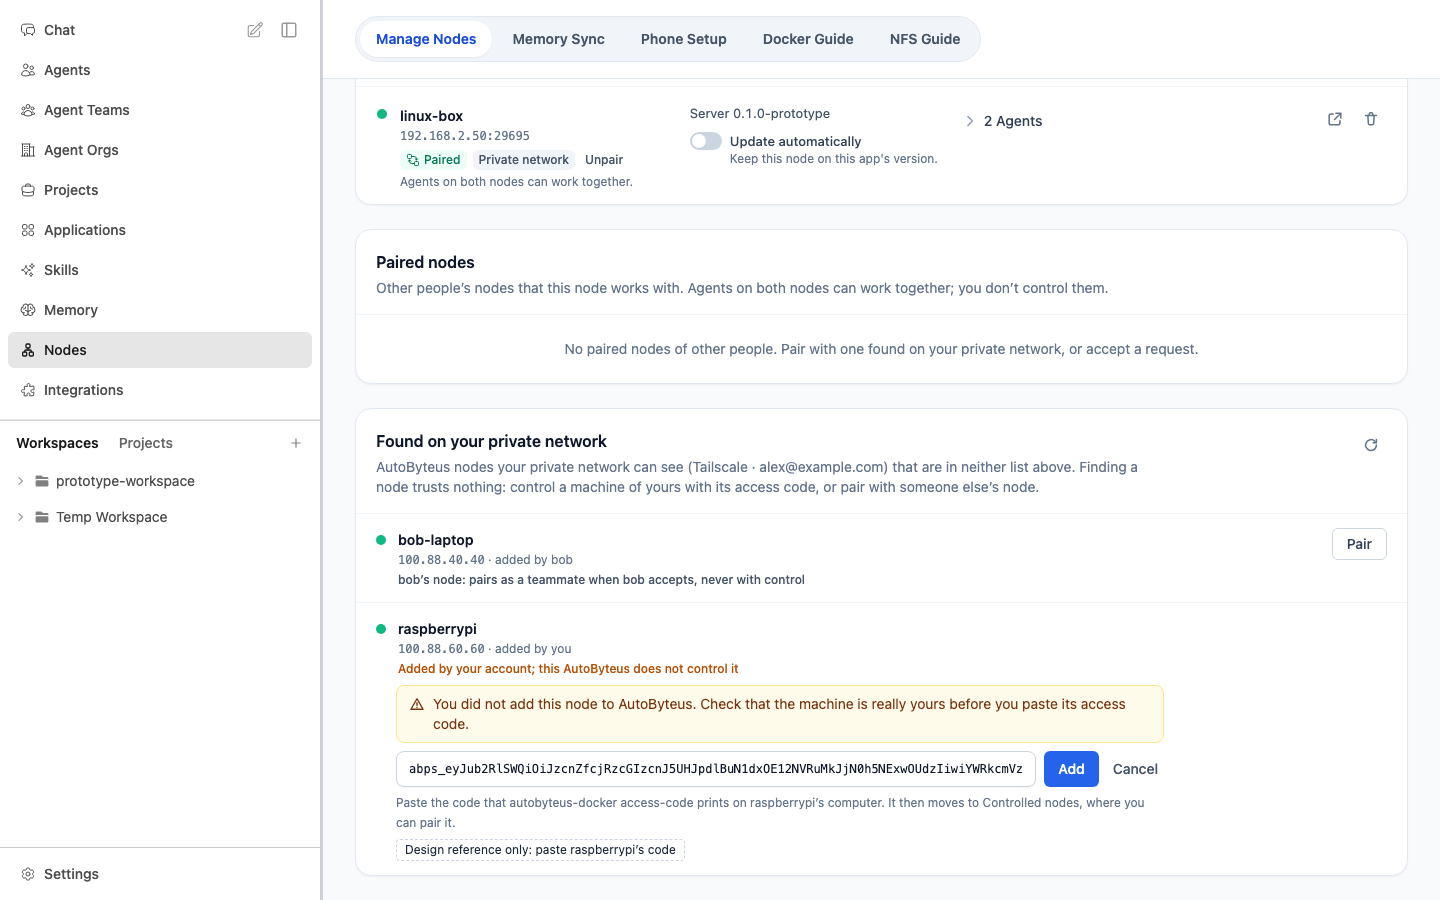 Chat
Agents
Agent Teams
Agent Orgs
Projects
Applications
Skills
Memory
Nodes
Integrations
Workspaces
Projects
prototype-workspace
Temp Workspace
Settings
Manage Nodes
Memory Sync
Phone Setup
Docker Guide
NFS Guide
linux-box
192.168.2.50:29695
Paired
Private network
Unpair
Agents on both nodes can work together.
Server 0.1.0-prototype
Update automatically
Keep this node on this app's version.
2 Agents
Paired nodes
Other people’s nodes that this node works with. Agents on both nodes can work together; you don’t control them.
No paired nodes of other people. Pair with one found on your private network, or accept a request.
Found on your private network
AutoByteus nodes your private network can see (Tailscale · alex@example.com) that are in neither list above. Finding a
node trusts nothing: control a machine of yours with its access code, or pair with someone else’s node.
bob-laptop
100.88.40.40 · added by bob
bob’s node: pairs as a teammate when bob accepts, never with control
Pair
raspberrypi
100.88.60.60 · added by you
Added by your account; this AutoByteus does not control it
You did not add this node to AutoByteus. Check that the machine is really yours before you paste its access
code.
abps_eyJub2RlSWQiOiJzcnZfcjRzcGIzcnJ5UHJpdlBuN1dxOE12NVRuMkJjN0h5NExwOUdzIiwiYWRkcmVz
Add
Cancel
Paste the code that autobyteus-docker access-code prints on raspberrypi’s computer. It then moves to Controlled nodes, where you
can pair it.
Design reference only: paste raspberrypi’s code